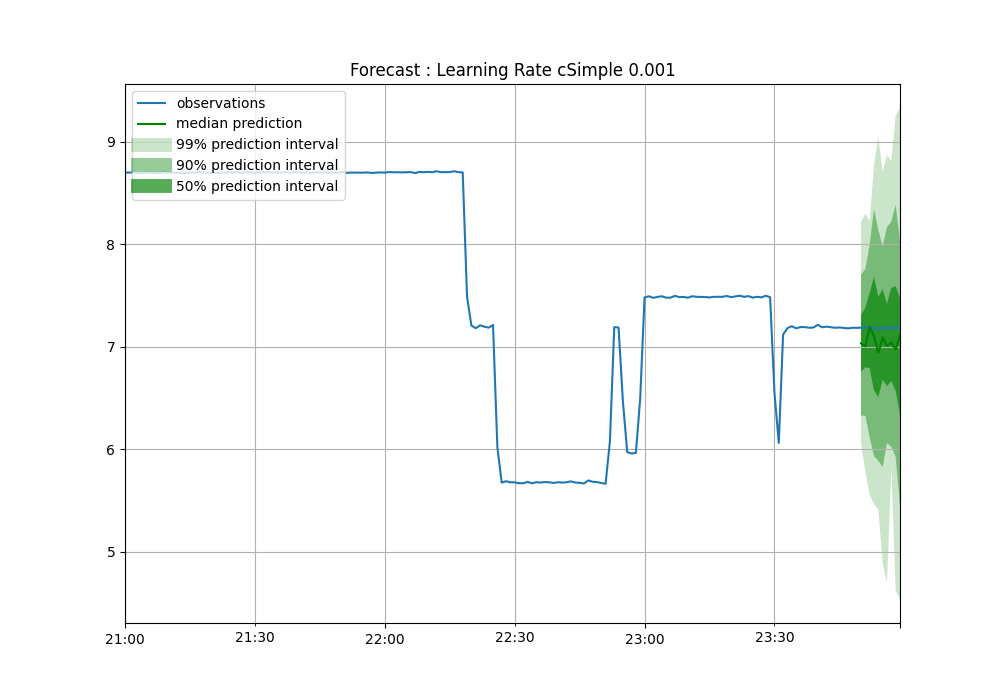 Forecast : Learning Rate cSimple 0.001
observations
median prediction
99% prediction interval
90% prediction interval
50% prediction interval
9
8
7
6
5
21:00 21:30 22:00 22:30 23:00 23:30